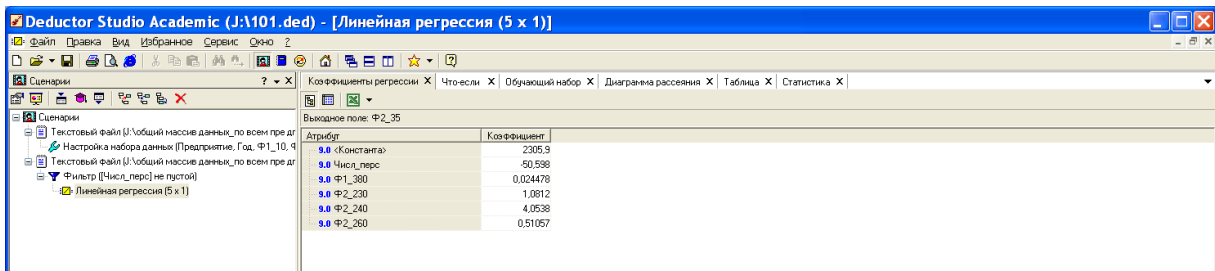 Deductor Studio Academic (J:\101.ded) - [Линейная регрессия (5 x 1)]
Файл Правка Вид Избранное Сервис Окно ?
Сценарии
Коэффициенты регрессии X Что-если X Обучающий набор X Диаграмма рассеяния X Таблица X Статистика X
Сценарии
Текстовый файл (J:\общий массив данных_по всем пре дг
Настройка набора данных (Предприятие, Год, Ф1_10, Ф
Текстовый файл (J:\общий массив данных_по всем пре дг
Фильтр ([Числ_перс] не пустой)
Линейная регрессия (5 x 1)
Выходное поле: Ф2_35
Атрибут Коэффициент
9.0 <Константа> 2305,9
9.0 Числ_перс -50,598
9.0 Ф1_380 0,024478
9.0 Ф2_230 1,0812
9.0 Ф2_240 4,0538
9.0 Ф2_260 0,51057